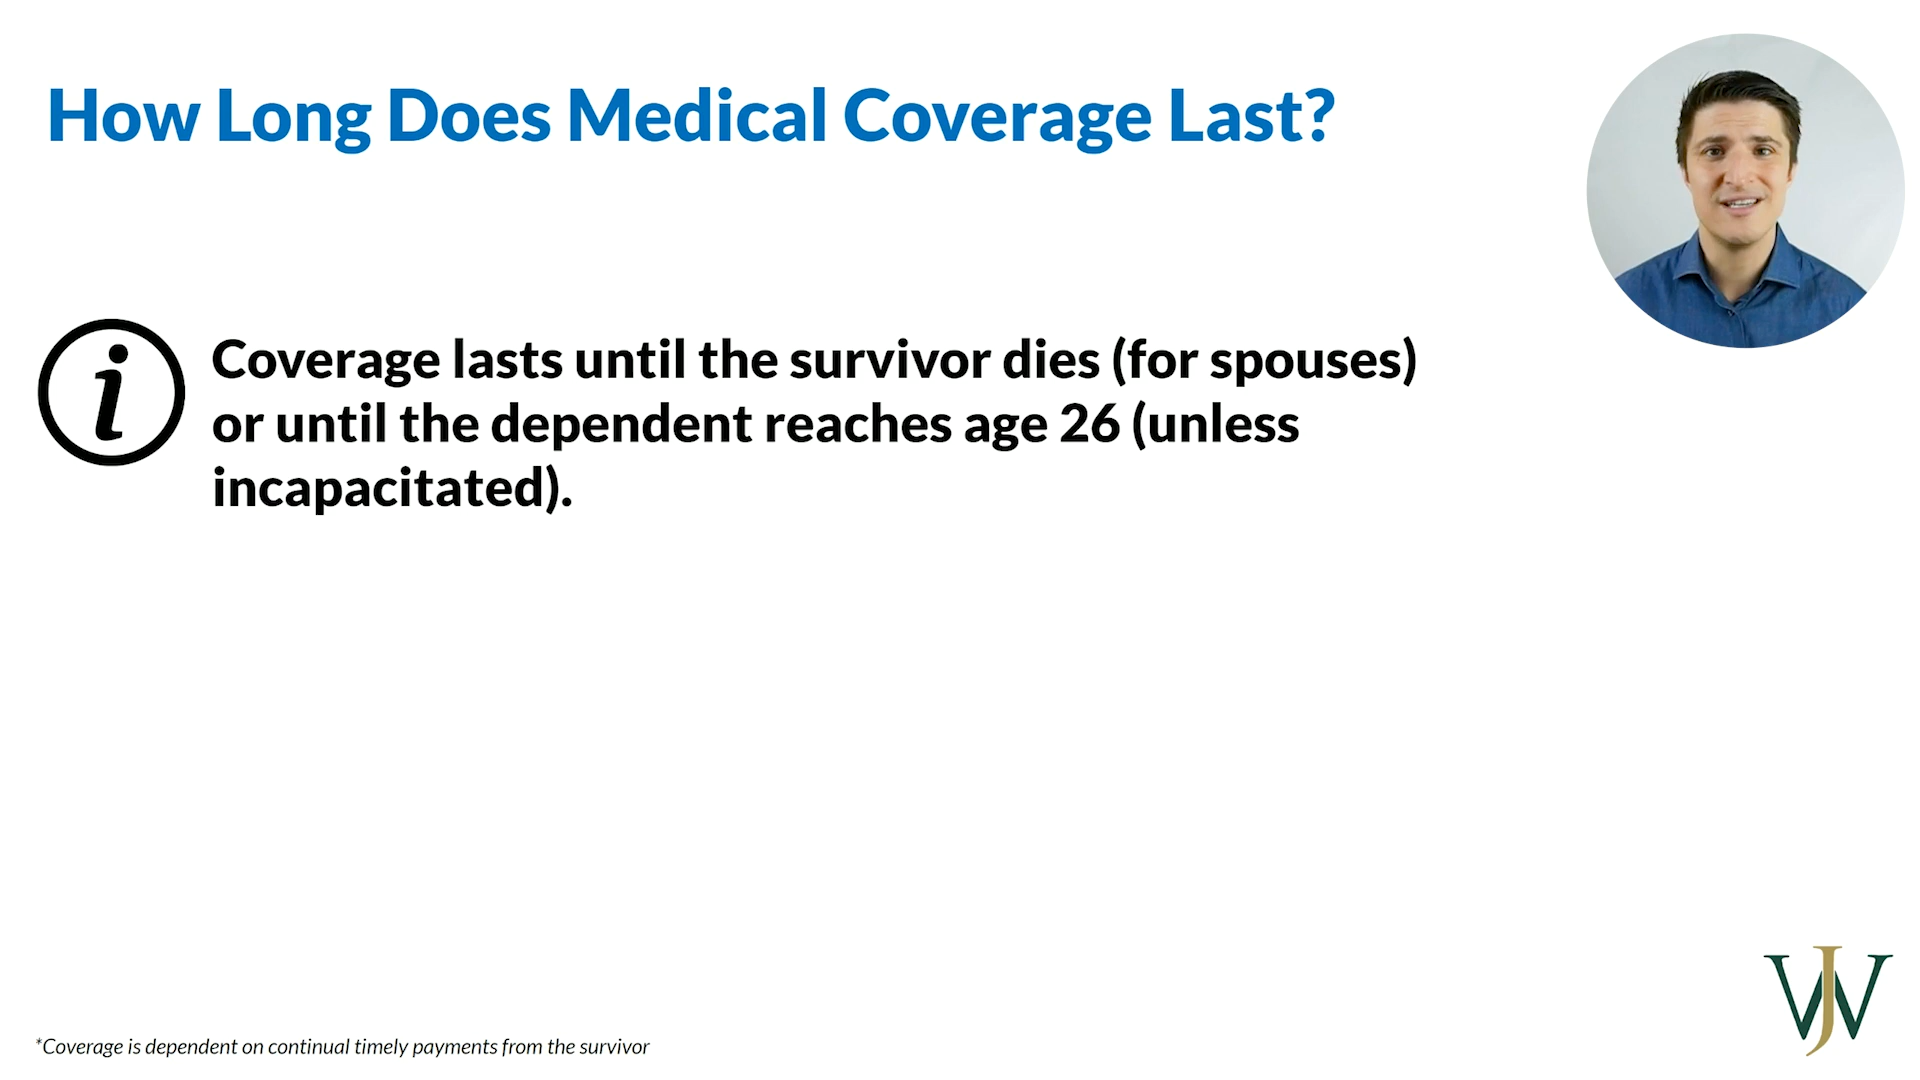 How Long Does Medical Coverage Last?
i
Coverage lasts until the survivor dies (for spouses)
or until the dependent reaches age 26 (unless
incapacitated).
WJ
*Coverage is dependent on continual timely payments from the survivor